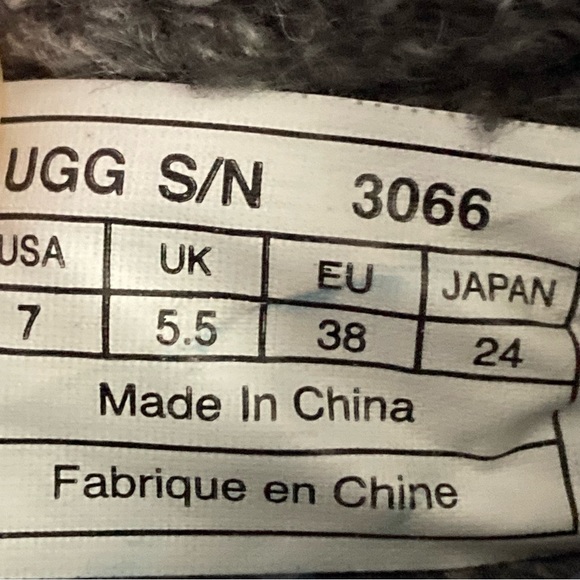 UGG S/N 3066
USA UK EU JAPAN
7 5.5 38 24
Made In China
Fabrique en Chine